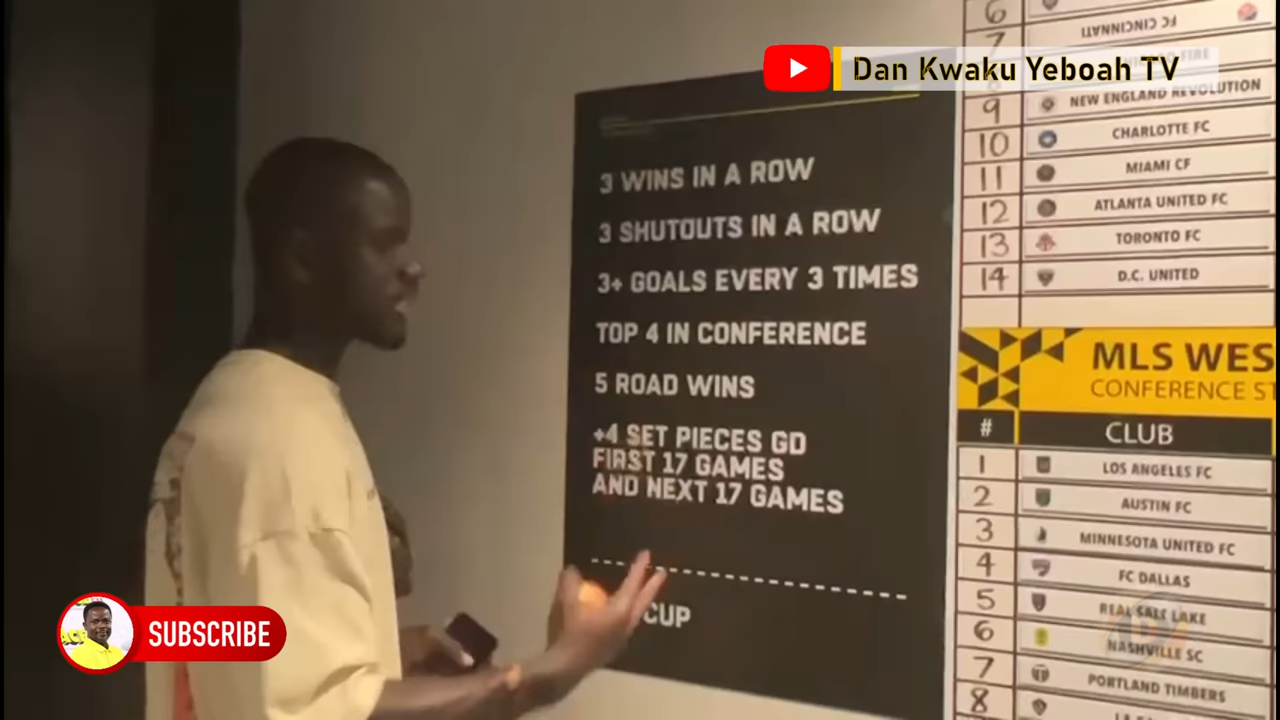 Dan Kwaku Yeboah TV
3 WINS IN A ROW
3 SHUTOUTS IN A ROW
3+ GOALS EVERY 3 TIMES
TOP 4 IN CONFERENCE
5 ROAD WINS
+4 SET PIECES GD
FIRST 17 GAMES
AND NEXT 17 GAMES
CUP
6 FC CINCINNATI
7 FIRE
9 NEW ENGLAND REVOLUTION
10 CHARLOTTE FC
11 MIAMI CF
12 ATLANTA UNITED FC
13 TORONTO FC
14 D.C. UNITED
MLS WES
CONFERENCE ST
# CLUB
1 LOS ANGELES FC
2 AUSTIN FC
3 MINNESOTA UNITED FC
4 FC DALLAS
5 REAL SALT LAKE
6 NASHVILLE SC
7 PORTLAND TIMBERS
8
SUBSCRIBE